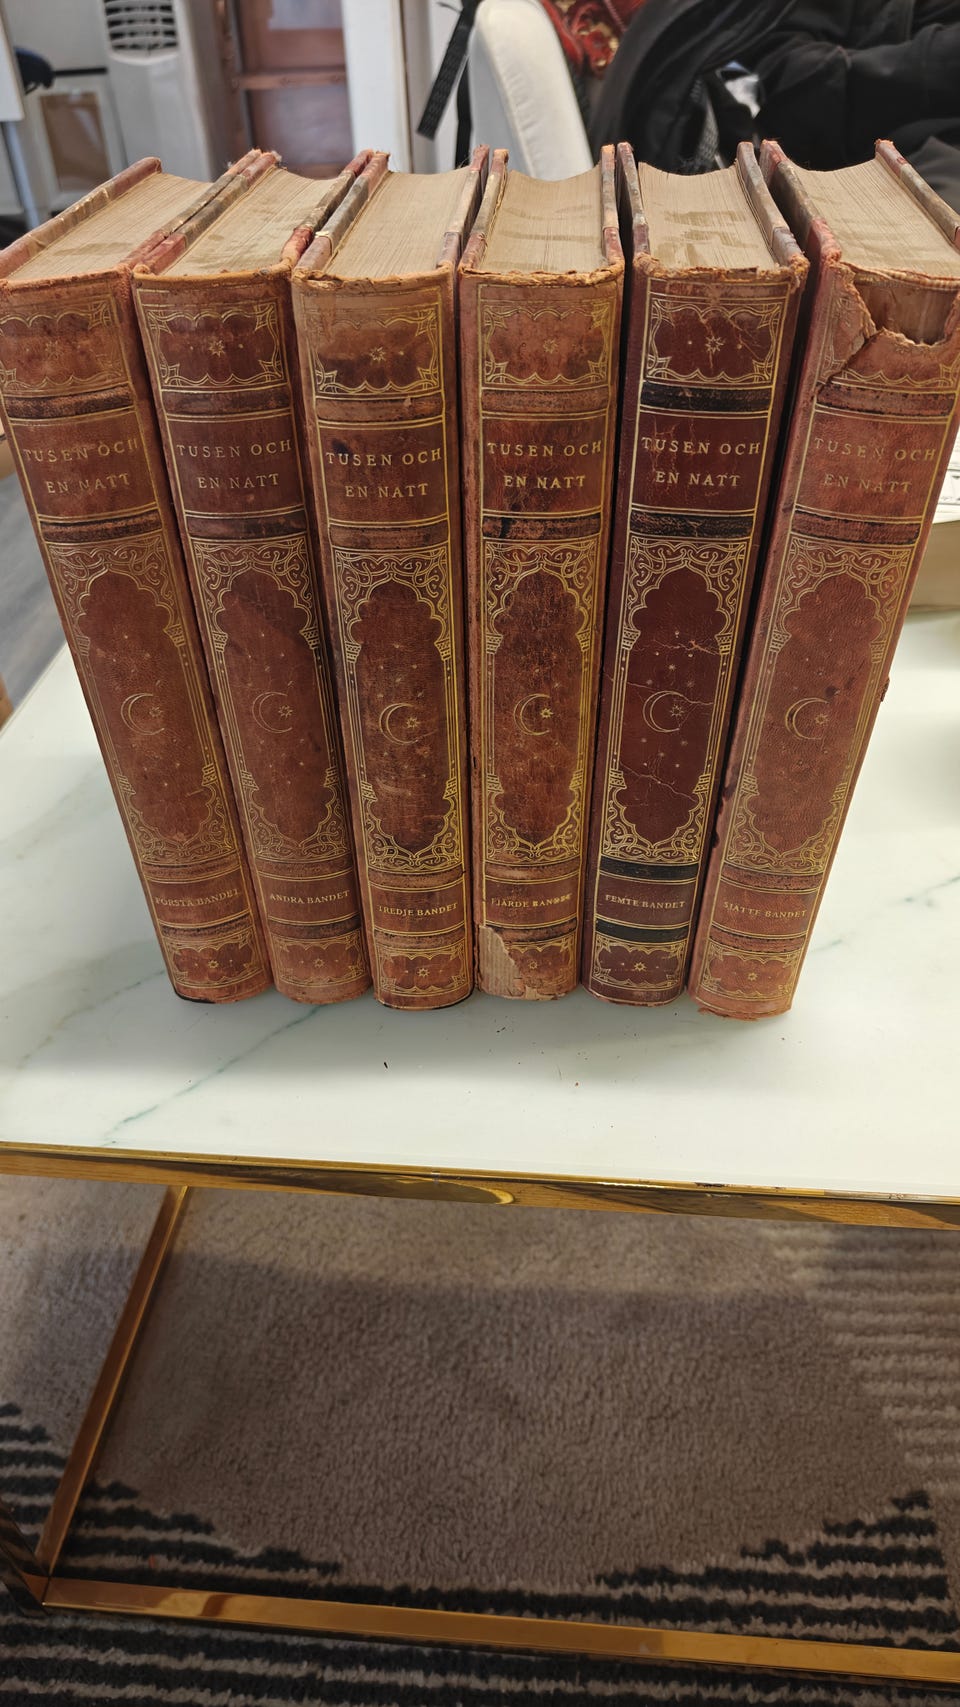 TUSEN OCH
EN NATT
FÖRSTA BANDET
TUSEN OCH
EN NATT
ANDRA BANDET
TUSEN OCH
EN NATT
TREDJE BANDET
TUSEN OCH
EN NATT
FJÄRDE BANDET
TUSEN OCH
EN NATT
FEMTE BANDET
TUSEN OCH
EN NATT
SJÄTTE BANDET